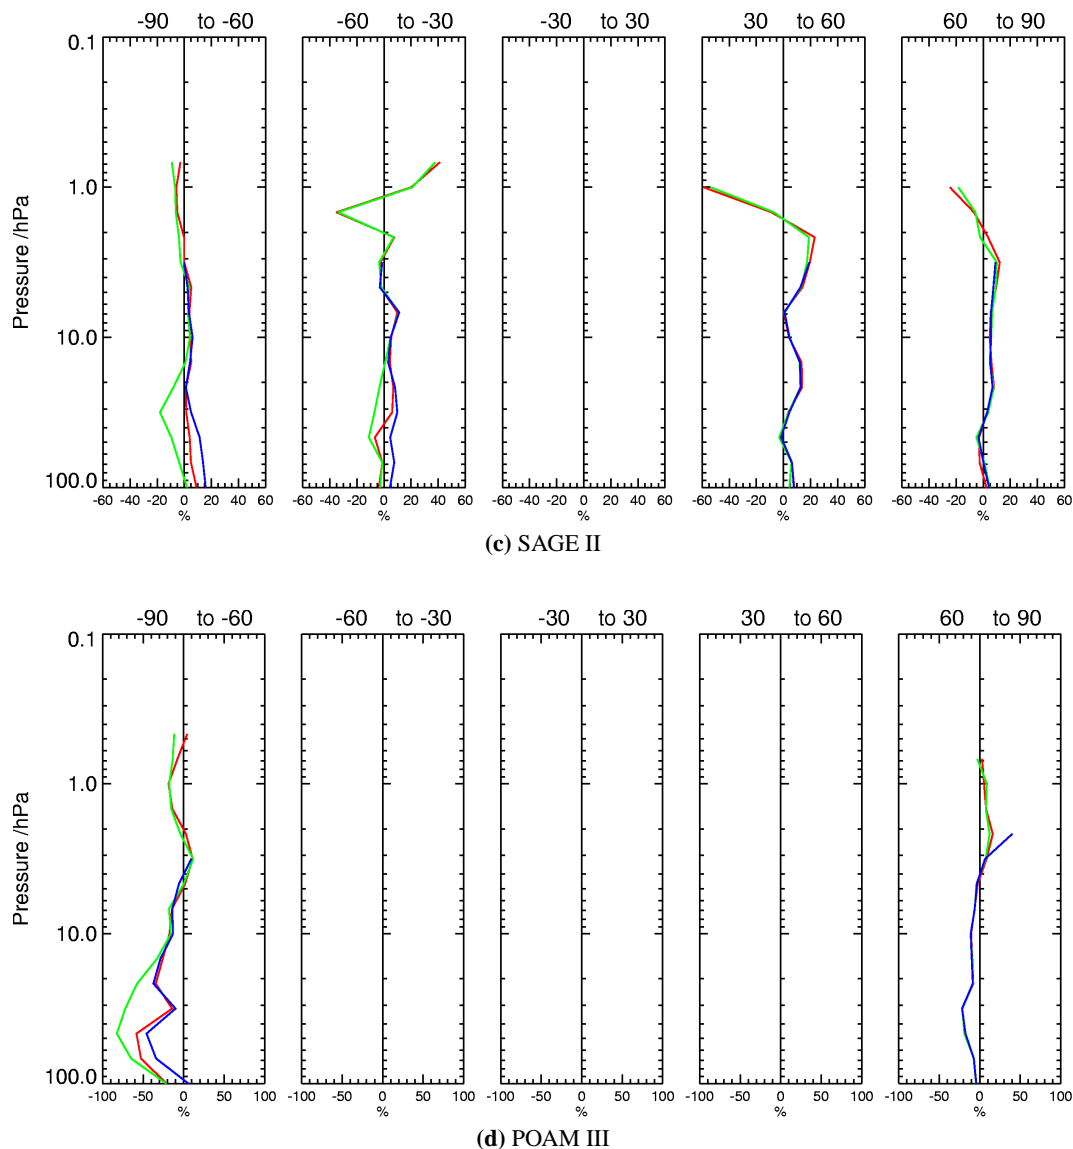 -90 to -60 -60 to -30 -30 to 30 30 to 60 60 to 90
0.1
1.0
Pressure /hPa
10.0
100.0
-60 -40 -20 0 20 40 60 -60 -40 -20 0 20 40 60 -60 -40 -20 0 20 40 60 -60 -40 -20 0 20 40 60 -60 -40 -20 0 20 40 60
% % % % %
(c) SAGE II
-90 to -60 -60 to -30 -30 to 30 30 to 60 60 to 90
0.1
1.0
Pressure /hPa
10.0
100.0
-100 -50 0 50 100 -100 -50 0 50 100 -100 -50 0 50 100 -100 -50 0 50 100 -100 -50 0 50 100
% % % % %
(d) POAM III